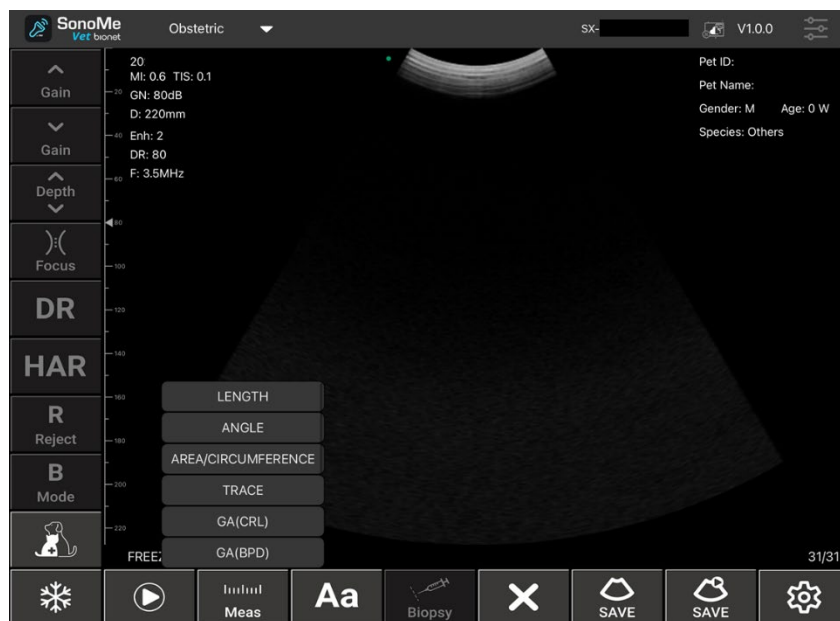 SonoMe
Vet bionet
Obstetric
SX-
V1.0.0
Gain
Gain
Depth
Focus
DR
HAR
R
Reject
B
Mode
20
MI: 0.6 TIS: 0.1
GN: 80dB
D: 220mm
Enh: 2
DR: 80
F: 3.5MHz
Pet ID:
Pet Name:
Gender: M Age: 0 W
Species: Others
20
40
60
80
100
120
140
160
180
200
220
LENGTH
ANGLE
AREA/CIRCUMFERENCE
TRACE
GA(CRL)
GA(BPD)
FREEZ
31/31
Meas
Aa
Biopsy
SAVE
SAVE